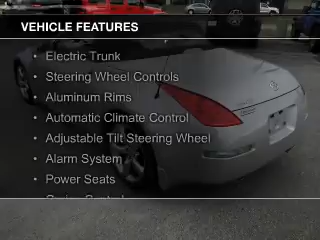 VEHICLE FEATURES
• Electric Trunk
• Steering Wheel Controls
• Aluminum Rims
• Automatic Climate Control
• Adjustable Tilt Steering Wheel
• Alarm System
• Power Seats